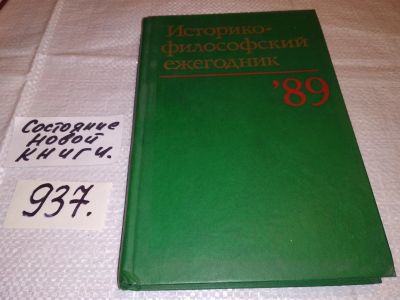 Историко-
философский
ежегодник
'89
Состояние
новой
книги.
937.